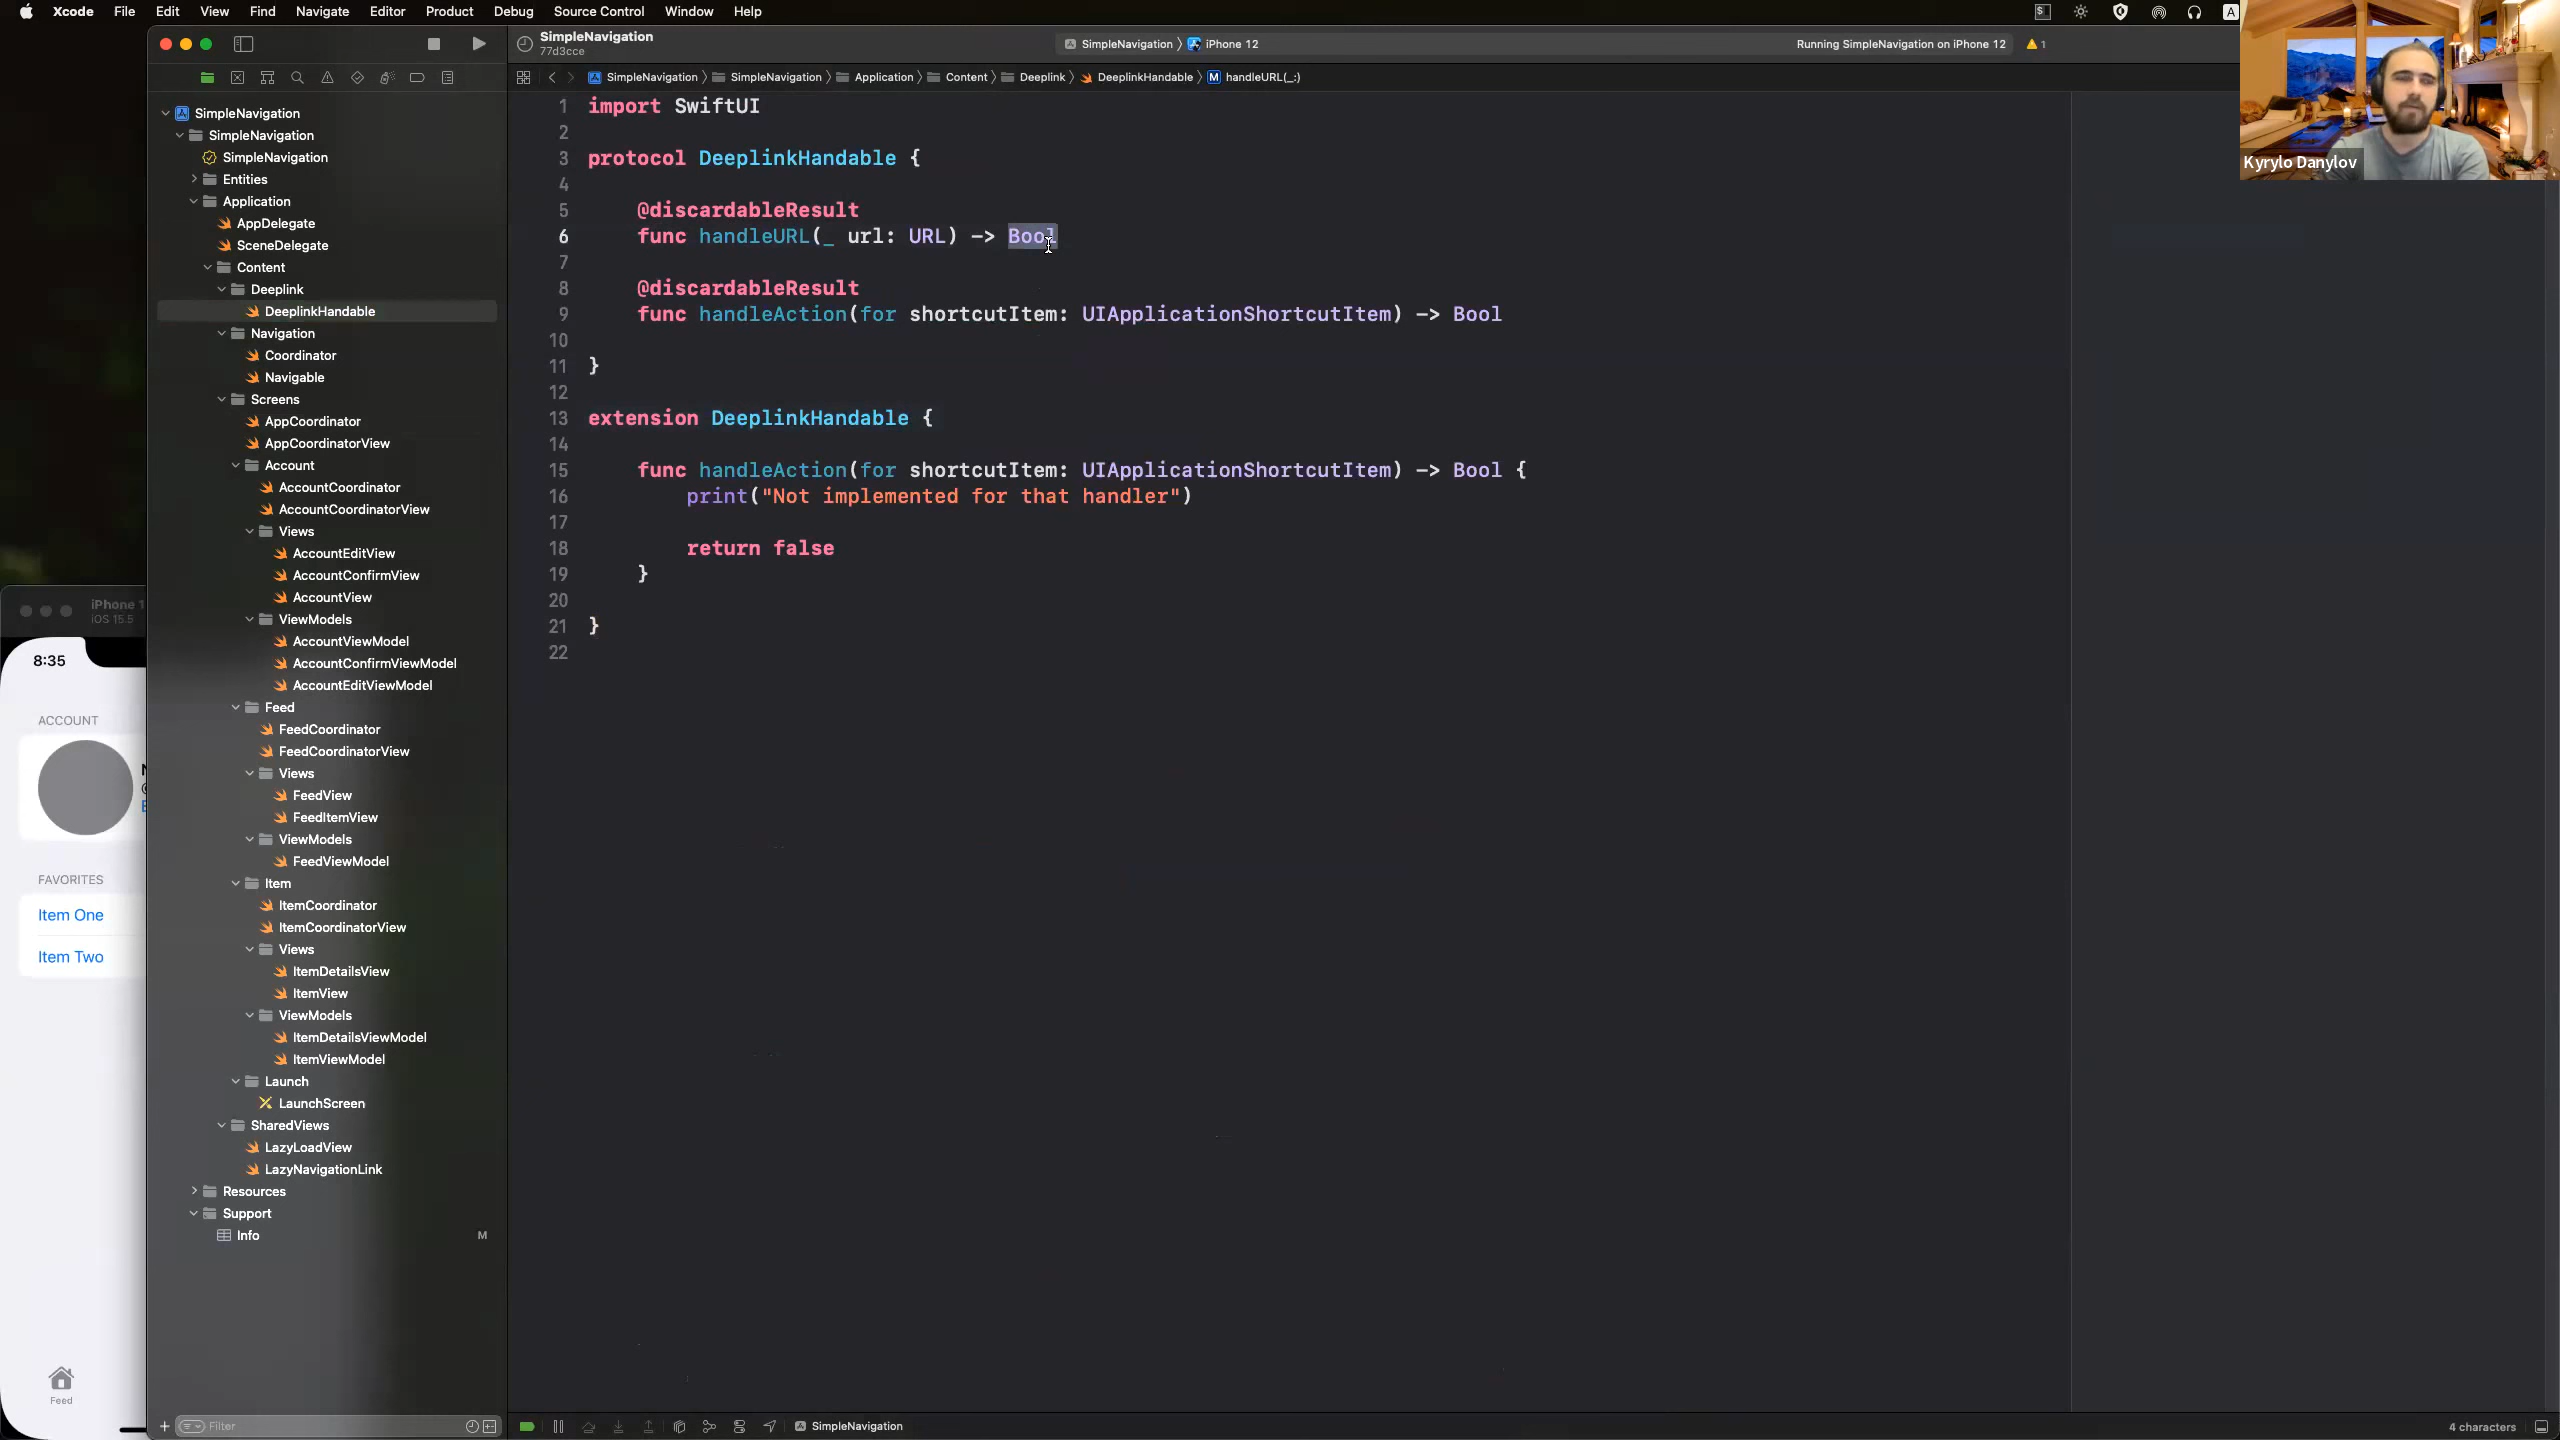 Xcode File Edit View Find Navigate Editor Product Debug Source Control Window Help
A
SimpleNavigation
77d3cce
SimpleNavigation iPhone 12
Running SimpleNavigation on iPhone 12
1
SimpleNavigation SimpleNavigation Application Content Deeplink DeeplinkHandable M handleURL(_:)
Kyrylo Danylov
SimpleNavigation
SimpleNavigation
SimpleNavigation
Entities
Application
AppDelegate
SceneDelegate
Content
Deeplink
DeeplinkHandable
Navigation
Coordinator
Navigable
Screens
AppCoordinator
AppCoordinatorView
Account
AccountCoordinator
AccountCoordinatorView
Views
AccountEditView
AccountConfirmView
AccountView
ViewModels
AccountViewModel
AccountConfirmViewModel
AccountEditViewModel
Feed
FeedCoordinator
FeedCoordinatorView
Views
FeedView
FeedItemView
ViewModels
FeedViewModel
Item
ItemCoordinator
ItemCoordinatorView
Views
ItemDetailsView
ItemView
ViewModels
ItemDetailsViewModel
ItemViewModel
Launch
LaunchScreen
SharedViews
LazyLoadView
LazyNavigationLink
Resources
Support
Info M
Filter
1 import SwiftUI
2
3 protocol DeeplinkHandable {
4
5 @discardableResult
6 func handleURL(_ url: URL) -> Bool
7
8 @discardableResult
9 func handleAction(for shortcutItem: UIApplicationShortcutItem) -> Bool
10
11 }
12
13 extension DeeplinkHandable {
14
15 func handleAction(for shortcutItem: UIApplicationShortcutItem) -> Bool {
16 print("Not implemented for that handler")
17
18 return false
19 }
20
21 }
22
SimpleNavigation
4 characters
iPhone 1
iOS 15.5
8:35
ACCOUNT
FAVORITES
Item One
Item Two
Feed